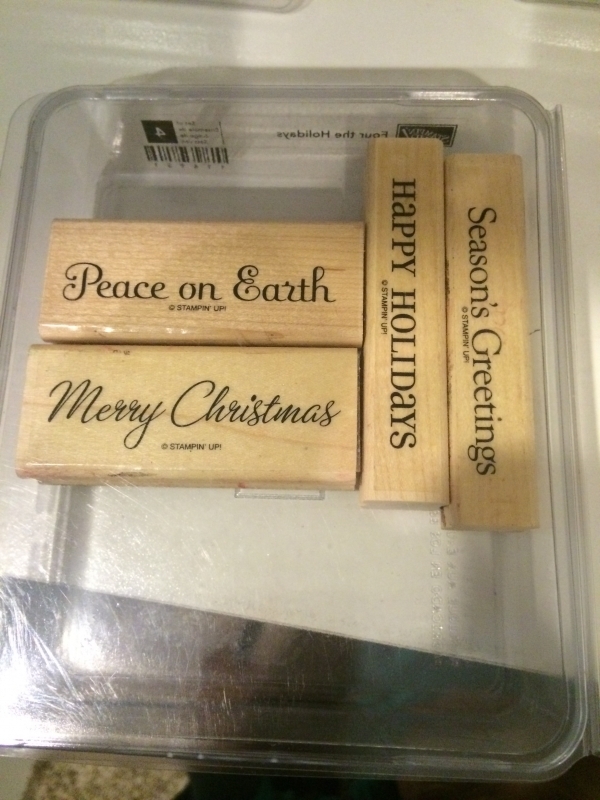 Four the Holidays
4
Peace on Earth
© STAMPIN' UP!
Merry Christmas
© STAMPIN' UP!
HAPPY HOLIDAYS
© STAMPIN' UP!
Season's Greetings
© STAMPIN' UP!